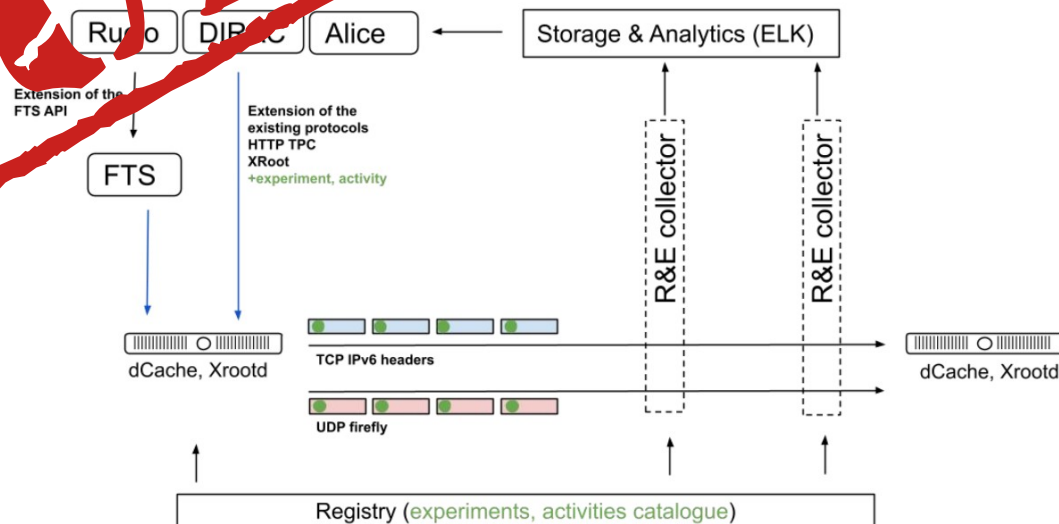 Alice
Storage & Analytics (ELK)
Extension of the
FTS API
Extension of the
existing protocols
HTTP TPC
XRoot
+experiment, activity
FTS
R&E collector
R&E collector
TCP IPv6 headers
dCache, Xrootd
dCache, Xrootd
UDP firefly
Registry (experiments, activities catalogue)